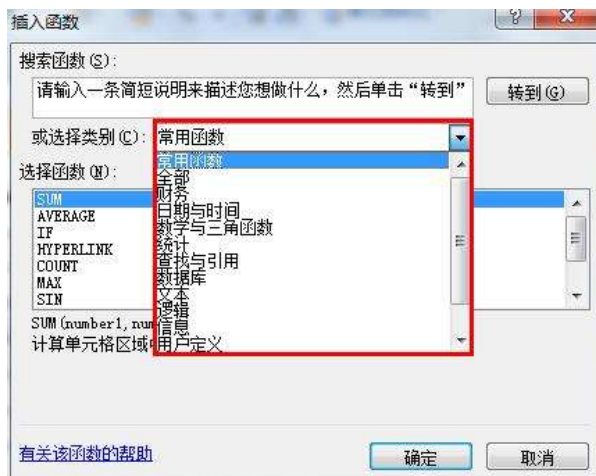 插入函数
搜索函数(S):
请输入一条简短说明来描述您想做什么，然后单击“转到”
转到(G)
或选择类别(C):
常用函数
常用函数
全部
财务
日期与时间
数学与三角函数
统计
查找与引用
数据库
文本
逻辑
信息
用户定义
选择函数(N):
SUM
AVERAGE
IF
HYPERLINK
COUNT
MAX
SIN
SUM(number1,num
计算单元格区域
有关该函数的帮助
确定
取消